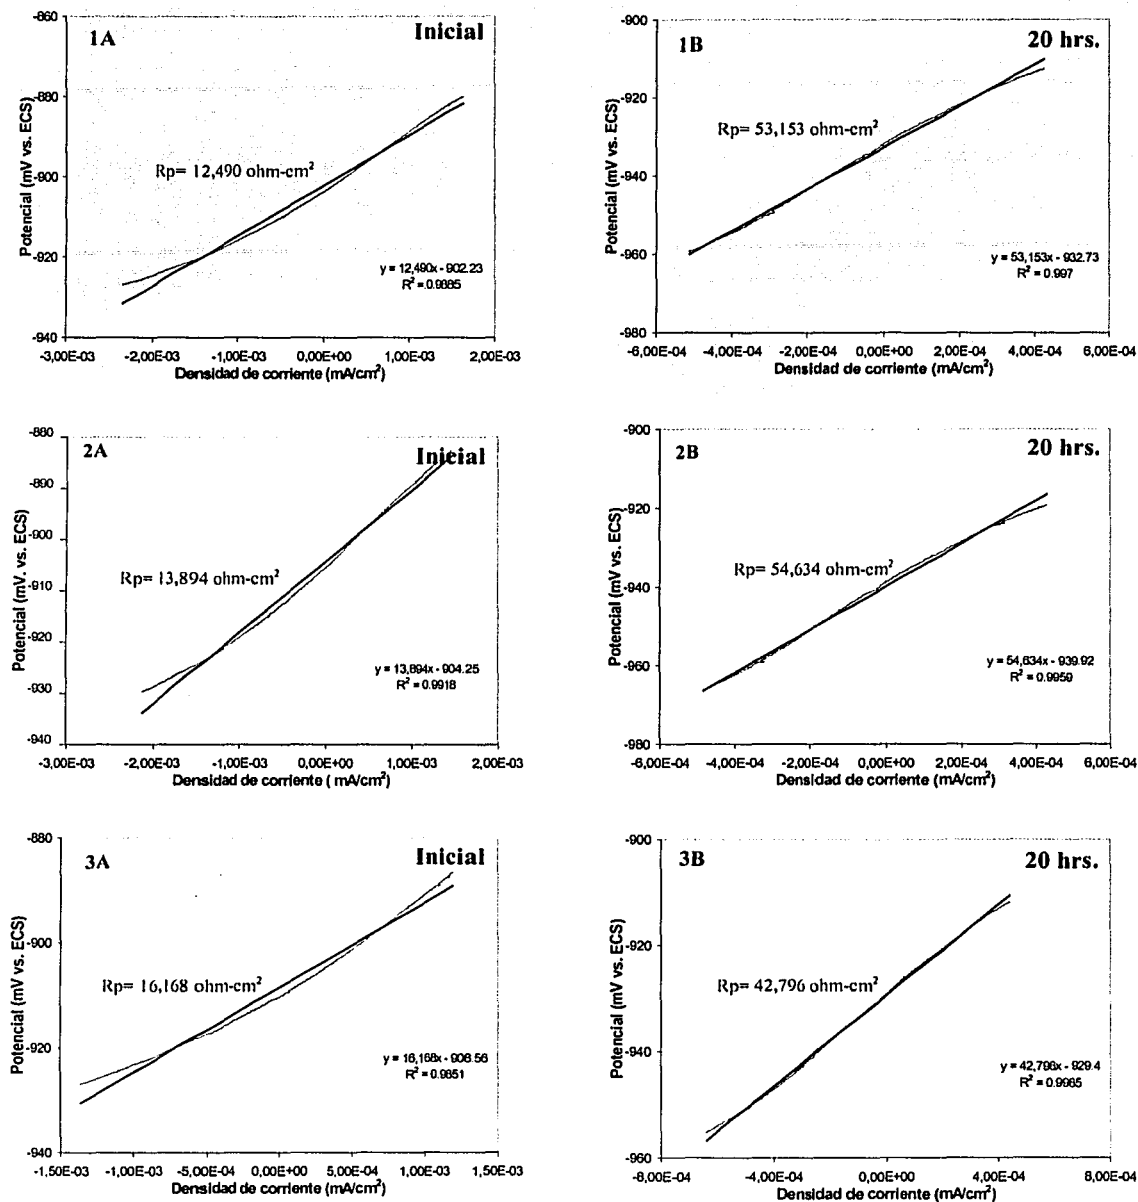 1A
Inicial
Potencial (mV vs. ECS)
-860
-880
-900
-920
-940
Rp= 12,490 ohm-cm²
y = 12,490x - 902.23
R² = .0.9885
-3,00E-03 -2,00E-03 -1,00E-03 0,00E+00 1,00E-03 2,00E-03
Densidad de corriente (mA/cm²)
1B
20 hrs.
Potencial (mV vs. ECS)
-900
-920
-940
-960
-980
Rp= 53,153 ohm-cm²
y = 53,153x - 932.73
R² = 0.997
-6,00E-04 -4,00E-04 -2,00E-04 0,00E+00 2,00E-04 4,00E-04 6,00E-04
Densidad de corriente (mA/cm²)
2A
Inicial
Potencial (mV. vs. ECS)
-880
-890
-900
-910
-920
-930
-940
Rp= 13,894 ohm-cm²
y = 13,894x - 904.25
R² = 0.9918
-3,00E-03 -2,00E-03 -1,00E-03 0,00E+00 1,00E-03 2,00E-03
Densidad de corriente ( mA/cm²)
2B
20 hrs.
Potencial (mV vs. ECS)
-900
-920
-940
-960
-980
Rp= 54,634 ohm-cm²
y = 54,634x - 939.92
R² = 0.9959
-6,00E-04 -4,00E-04 -2,00E-04 0,00E+00 2,00E-04 4,00E-04 6,00E-04
Densidad de corriente (mA/cm²)
3A
Inicial
Potencial (mV vs. ECS)
-880
-900
-920
-940
Rp= 16,168 ohm-cm²
y = 16,168x - 908.56
R² = 0.9851
-1,50E-03 -1,00E-03 -5,00E-04 0,00E+00 5,00E-04 1,00E-03 1,50E-03
Densidad de corriente (mA/cm²)
3B
20 hrs.
Potencial (mV vs. ECS)
-900
-920
-940
-960
Rp= 42,796 ohm-cm²
y = 42,796x - 929.4
R² = 0.9985
-8,00E-04 -4,00E-04 0,00E+00 4,00E-04 8,00E-04
Densidad de corriente (mA/cm²)